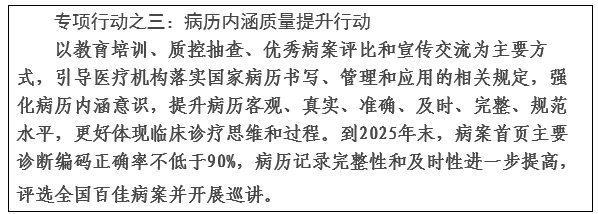 专项行动之三：病历内涵质量提升行动
以教育培训、质控抽查、优秀病案评比和宣传交流为主要方
式，引导医疗机构落实国家病历书写、管理和应用的相关规定，强
化病历内涵意识，提升病历客观、真实、准确、及时、完整、规范
水平，更好体现临床诊疗思维和过程。到2025年末，病案首页主要
诊断编码正确率不低于90%，病历记录完整性和及时性进一步提高，
评选全国百佳病案并开展巡讲。